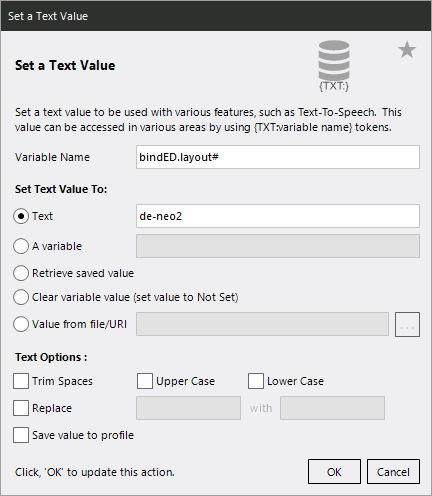 Set a Text Value
Set a Text Value
{TXT:}
Set a text value to be used with various features, such as Text-To-Speech. This
value can be accessed in various areas by using {TXT:variable name} tokens.
Variable Name bindED.layout#
Set Text Value To:
Text de-neo2
A variable
Retrieve saved value
Clear variable value (set value to Not Set)
Value from file/URI ...
Text Options :
Trim Spaces Upper Case Lower Case
Replace with
Save value to profile
Click, 'OK' to update this action. OK Cancel